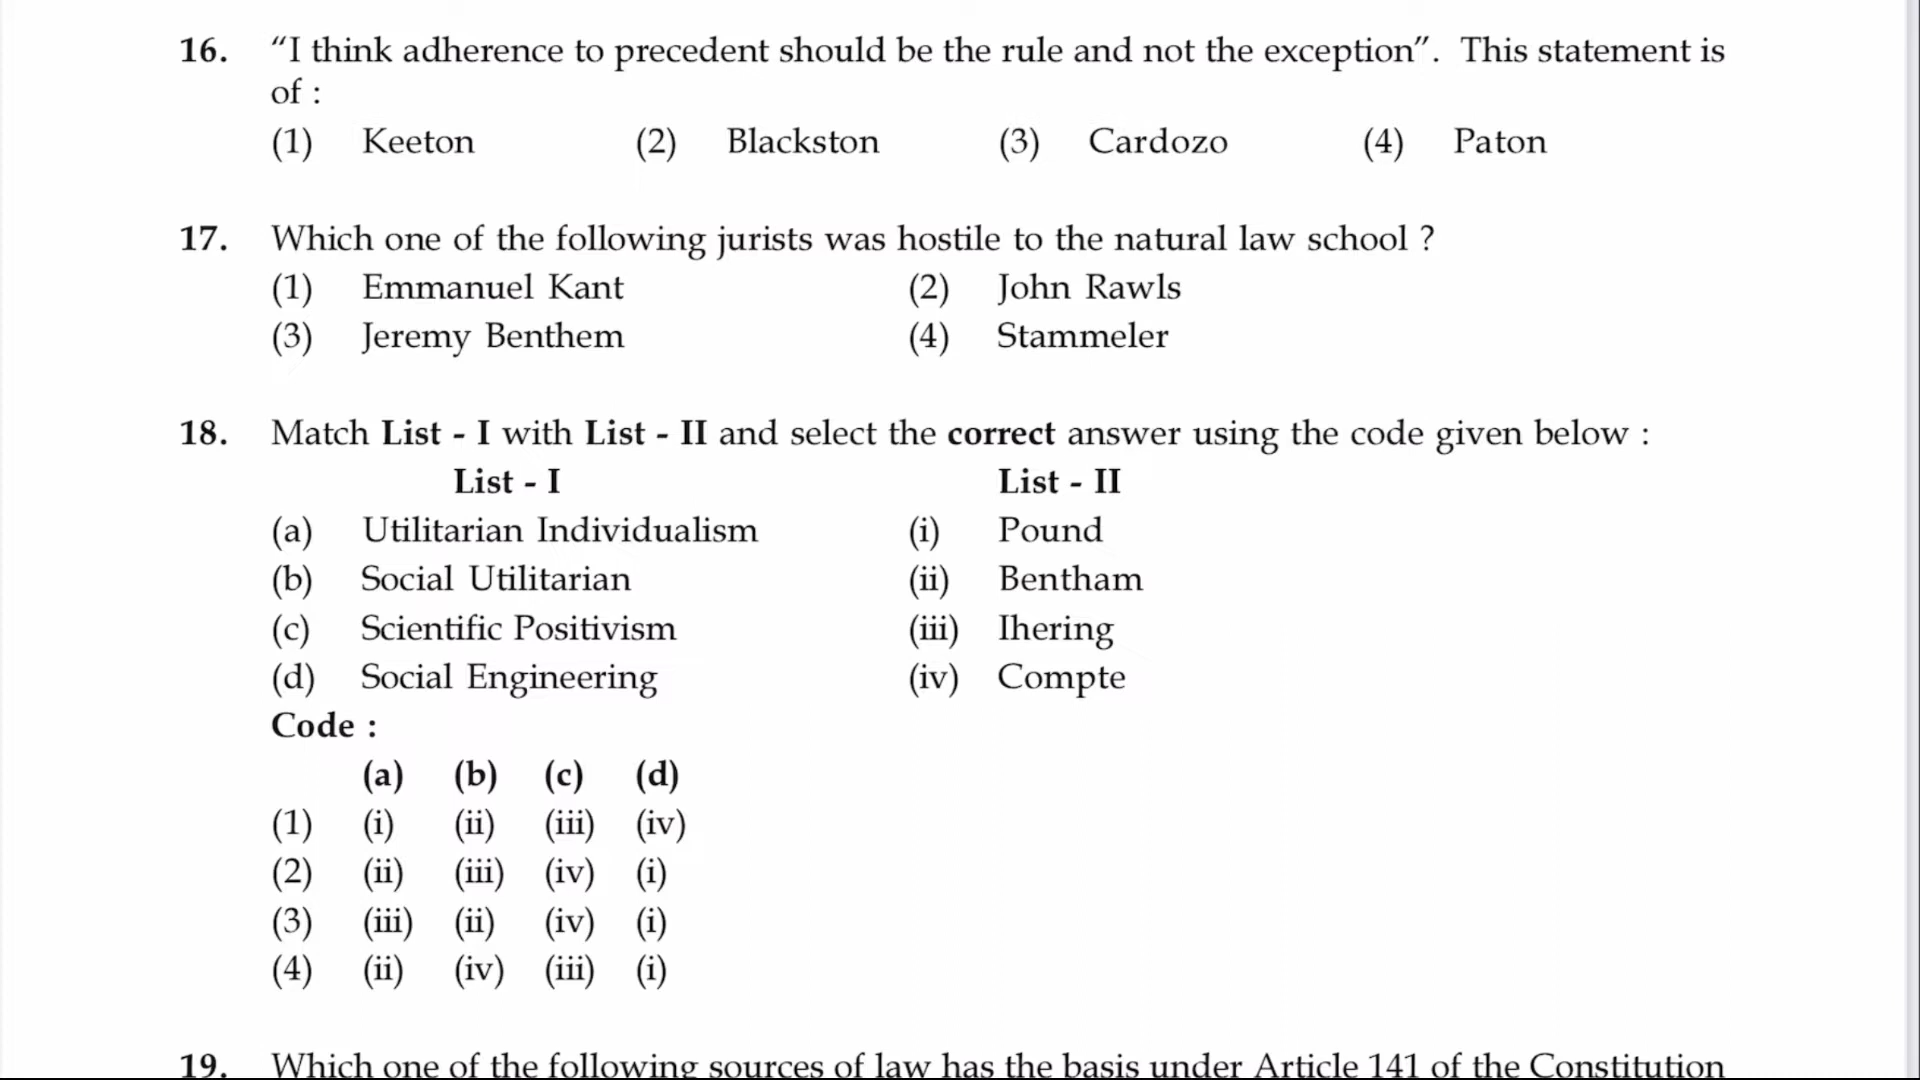 16. “I think adherence to precedent should be the rule and not the exception”. This statement is
of :
(1) Keeton (2) Blackston (3) Cardozo (4) Paton
17. Which one of the following jurists was hostile to the natural law school ?
(1) Emmanuel Kant (2) John Rawls
(3) Jeremy Benthem (4) Stammeler
18. Match List - I with List - II and select the correct answer using the code given below :
List - I List - II
(a) Utilitarian Individualism (i) Pound
(b) Social Utilitarian (ii) Bentham
(c) Scientific Positivism (iii) Ihering
(d) Social Engineering (iv) Compte
Code :
(a) (b) (c) (d)
(1) (i) (ii) (iii) (iv)
(2) (ii) (iii) (iv) (i)
(3) (iii) (ii) (iv) (i)
(4) (ii) (iv) (iii) (i)
19. Which one of the following sources of law has the basis under Article 141 of the Constitution